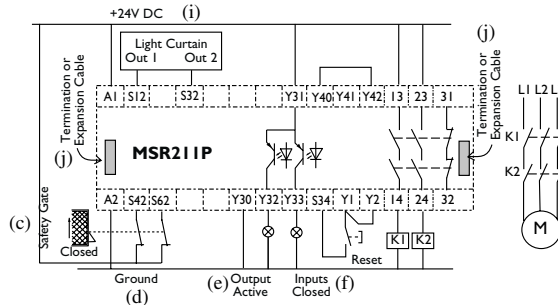 +24V DC (i)
(j)
Light Curtain
Out 1 Out 2
Termination or
Expansion Cable
Termination or
Expansion Cable
A1 S12 S32 Y31 Y40 Y41 Y42 13 23 31
L1 L2 L3
(j)
MSR211P
K1
K2
A2 S42 S62 Y30 Y32 Y33 S34 Y1 Y2 14 24 32
(c)
Safety Gate
Closed
K1 K2
M
Reset
Ground
(d)
(e) Output
Active
Inputs (f)
Closed